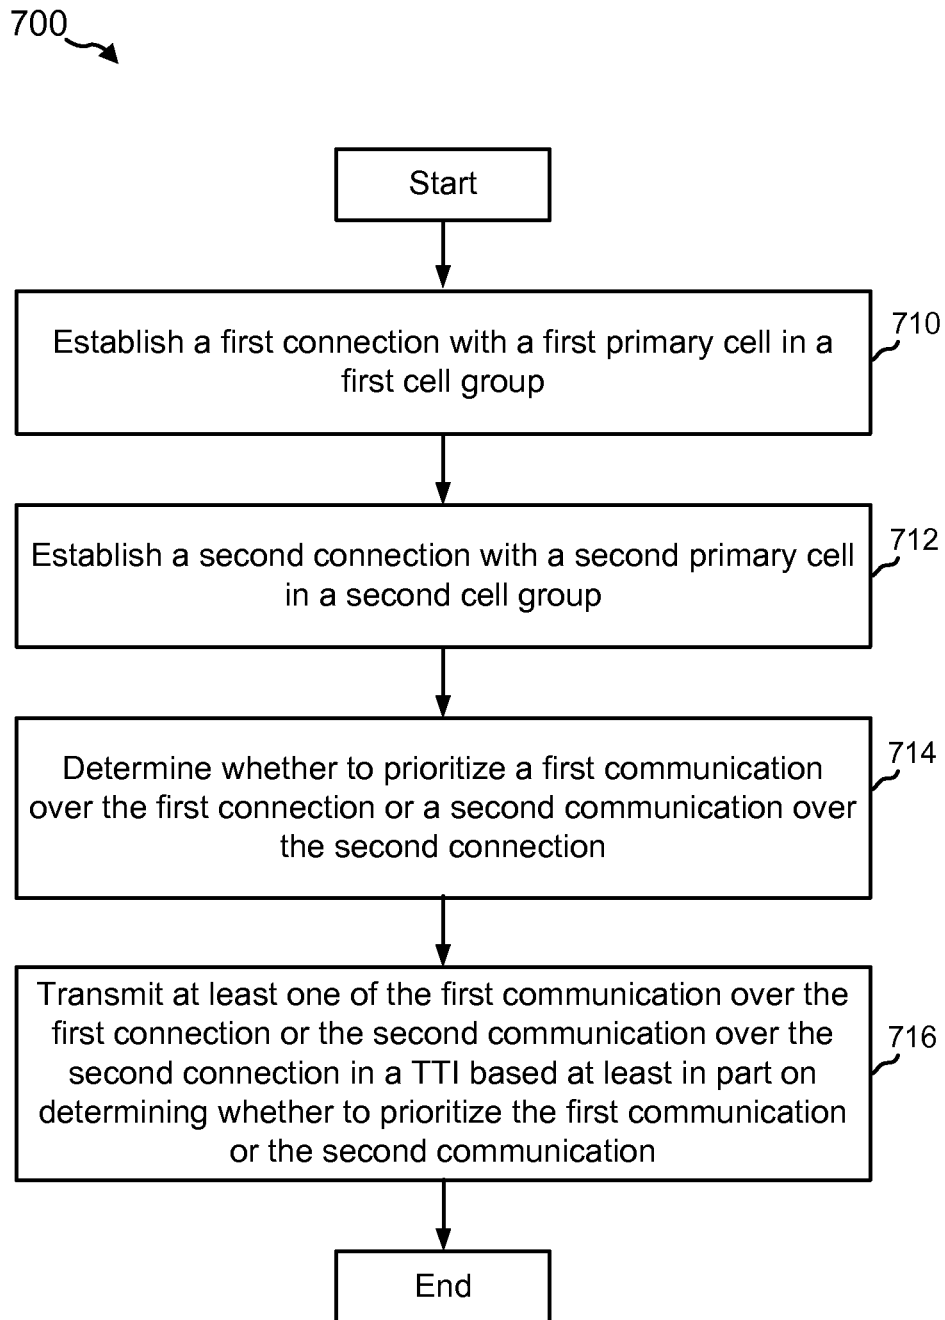 700
Start
Establish a first connection with a first primary cell in a
first cell group
710
Establish a second connection with a second primary cell
in a second cell group
712
Determine whether to prioritize a first communication
over the first connection or a second communication over
the second connection
714
Transmit at least one of the first communication over the
first connection or the second communication over the
second connection in a TTI based at least in part on
determining whether to prioritize the first communication
or the second communication
716
End